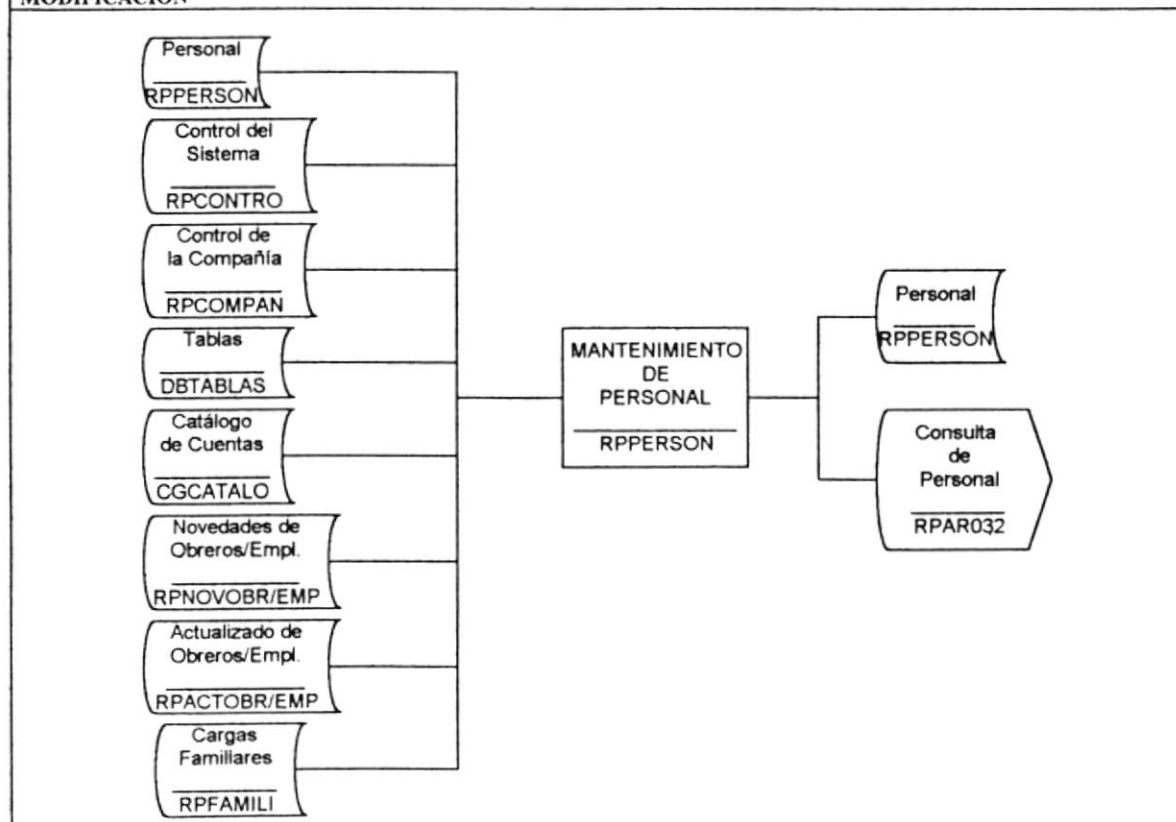 MODIFICACION
Personal
RPPERSON
Control del
Sistema
RPCONTRO
Control de
la Compañía
RPCOMPAN
Tablas
DBTABLAS
Catálogo
de Cuentas
CGCATALO
Novedades de
Obreros/Empl.
RPNOVOBR/EMP
Actualizado de
Obreros/Empl.
RPACTOBR/EMP
Cargas
Familiares
RPFAMILI
MANTENIMIENTO
DE
PERSONAL
RPPERSON
Personal
RPPERSON
Consulta
de
Personal
RPAR032